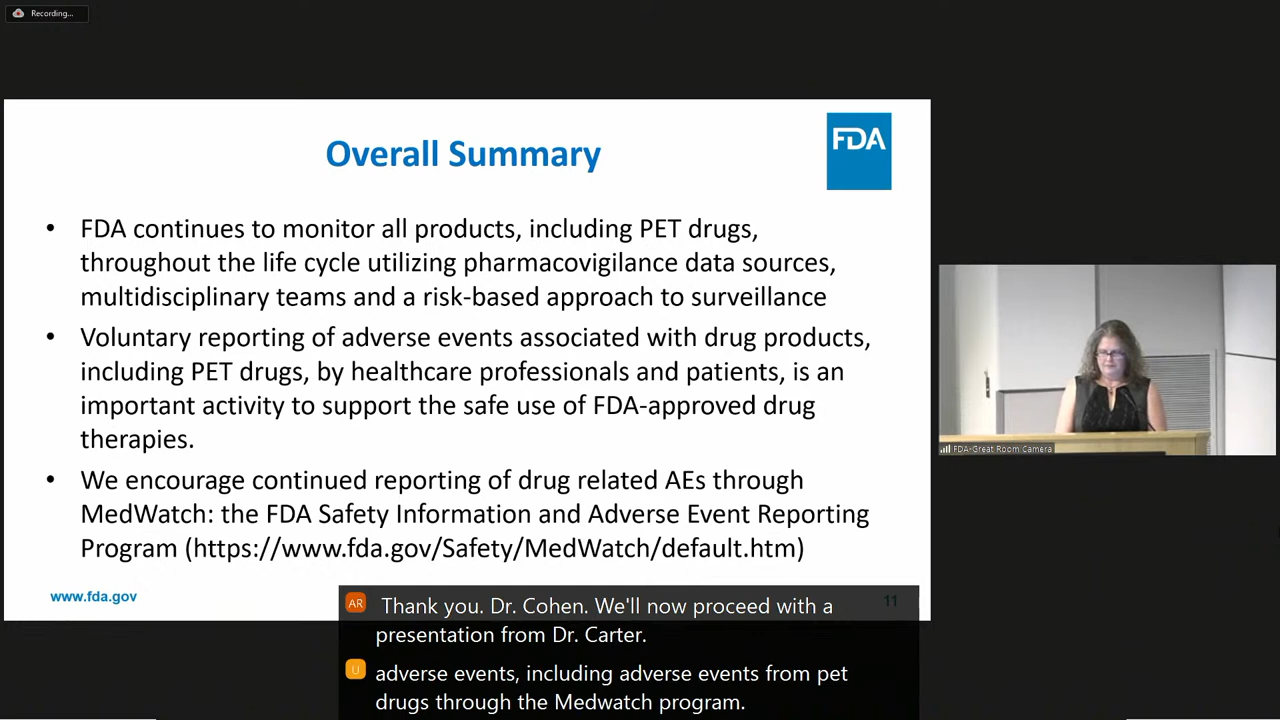 Recording...
Overall Summary
FDA
• FDA continues to monitor all products, including PET drugs,
throughout the life cycle utilizing pharmacovigilance data sources,
multidisciplinary teams and a risk-based approach to surveillance
• Voluntary reporting of adverse events associated with drug products,
including PET drugs, by healthcare professionals and patients, is an
important activity to support the safe use of FDA-approved drug
therapies.
• We encourage continued reporting of drug related AEs through
MedWatch: the FDA Safety Information and Adverse Event Reporting
Program (https://www.fda.gov/Safety/MedWatch/default.htm)
www.fda.gov
11
FDA-Great Room Camera
AR Thank you. Dr. Cohen. We'll now proceed with a
presentation from Dr. Carter.
U adverse events, including adverse events from pet
drugs through the Medwatch program.